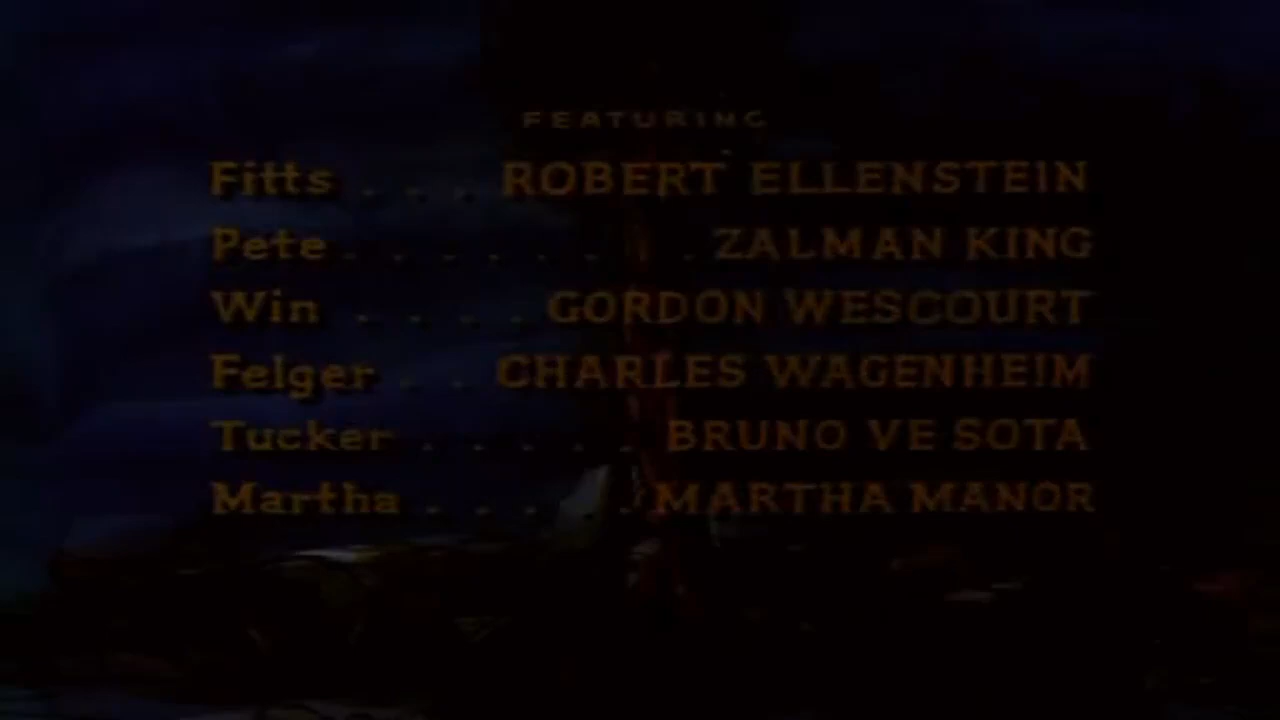 FEATURING
Fitts . . . ROBERT ELLENSTEIN
Pete . . . . . . . . ZALMAN KING
Win . . . . GORDON WESCOURT
Felger . . CHARLES WAGENHEIM
Tucker . . . . . BRUNO VE SOTA
Martha . . . . . MARTHA MANOR